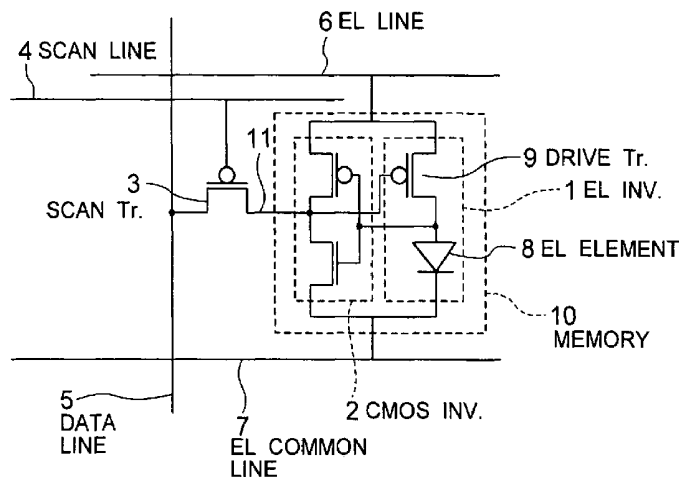 6 EL LINE
4 SCAN LINE
11
3
SCAN Tr.
9 DRIVE Tr.
1 EL INV.
8 EL ELEMENT
10
MEMORY
5
DATA
LINE
7
EL COMMON
LINE
2 CMOS INV.